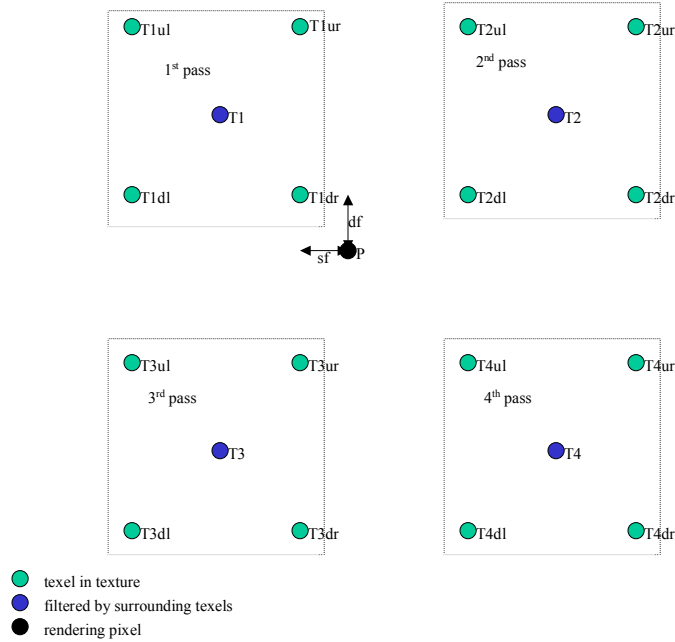 T1ul T1ur T2ul T2ur
1st pass 2nd pass
T1 T2
T1dl T1dr T2dl T2dr
df
sf P
T3ul T3ur T4ul T4ur
3rd pass 4th pass
T3 T4
T3dl T3dr T4dl T4dr
texel in texture
filtered by surrounding texels
rendering pixel